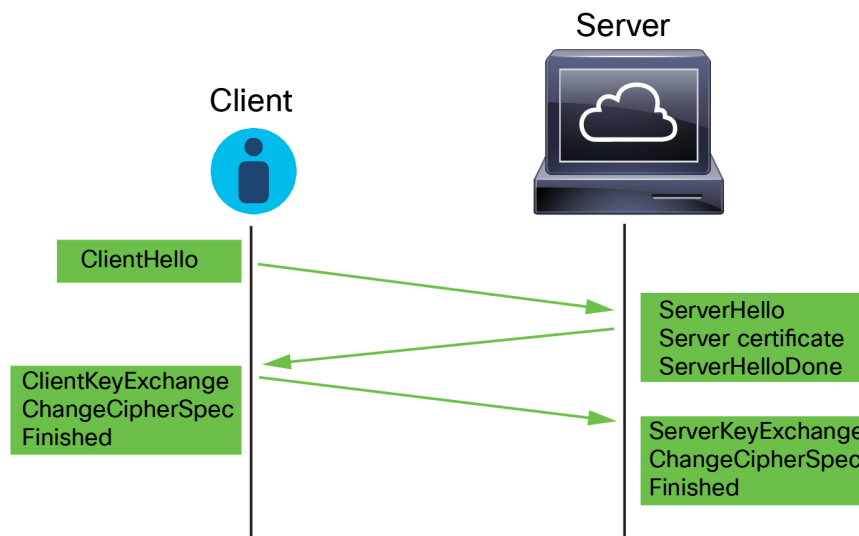 Server
Client
ClientHello
ServerHello
Server certificate
ServerHelloDone
ClientKeyExchange
ChangeCipherSpec
Finished
ServerKeyExchange
ChangeCipherSpec
Finished